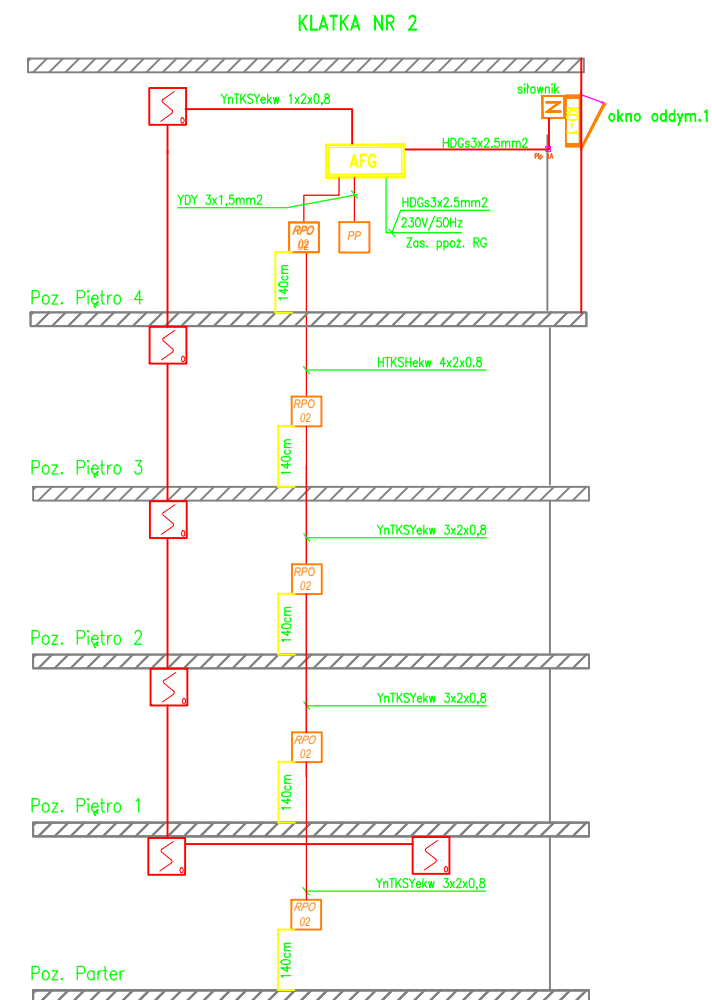 KLATKA NR 2
siłownik
YnTKSYekw 1x2x0,8
okno oddym.1
HDGs3x2.5mm2
AFG
YDY 3x1,5mm2
HDGs3x2.5mm2
230V/50Hz
Zas. ppoż. RG
RPO
02
PP
140cm
Poz. Piętro 4
HTKSHekw 4x2x0.8
RPO
02
140cm
Poz. Piętro 3
YnTKSYekw 3x2x0,8
RPO
02
140cm
Poz. Piętro 2
YnTKSYekw 3x2x0,8
RPO
02
140cm
Poz. Piętro 1
YnTKSYekw 3x2x0,8
RPO
02
140cm
Poz. Parter